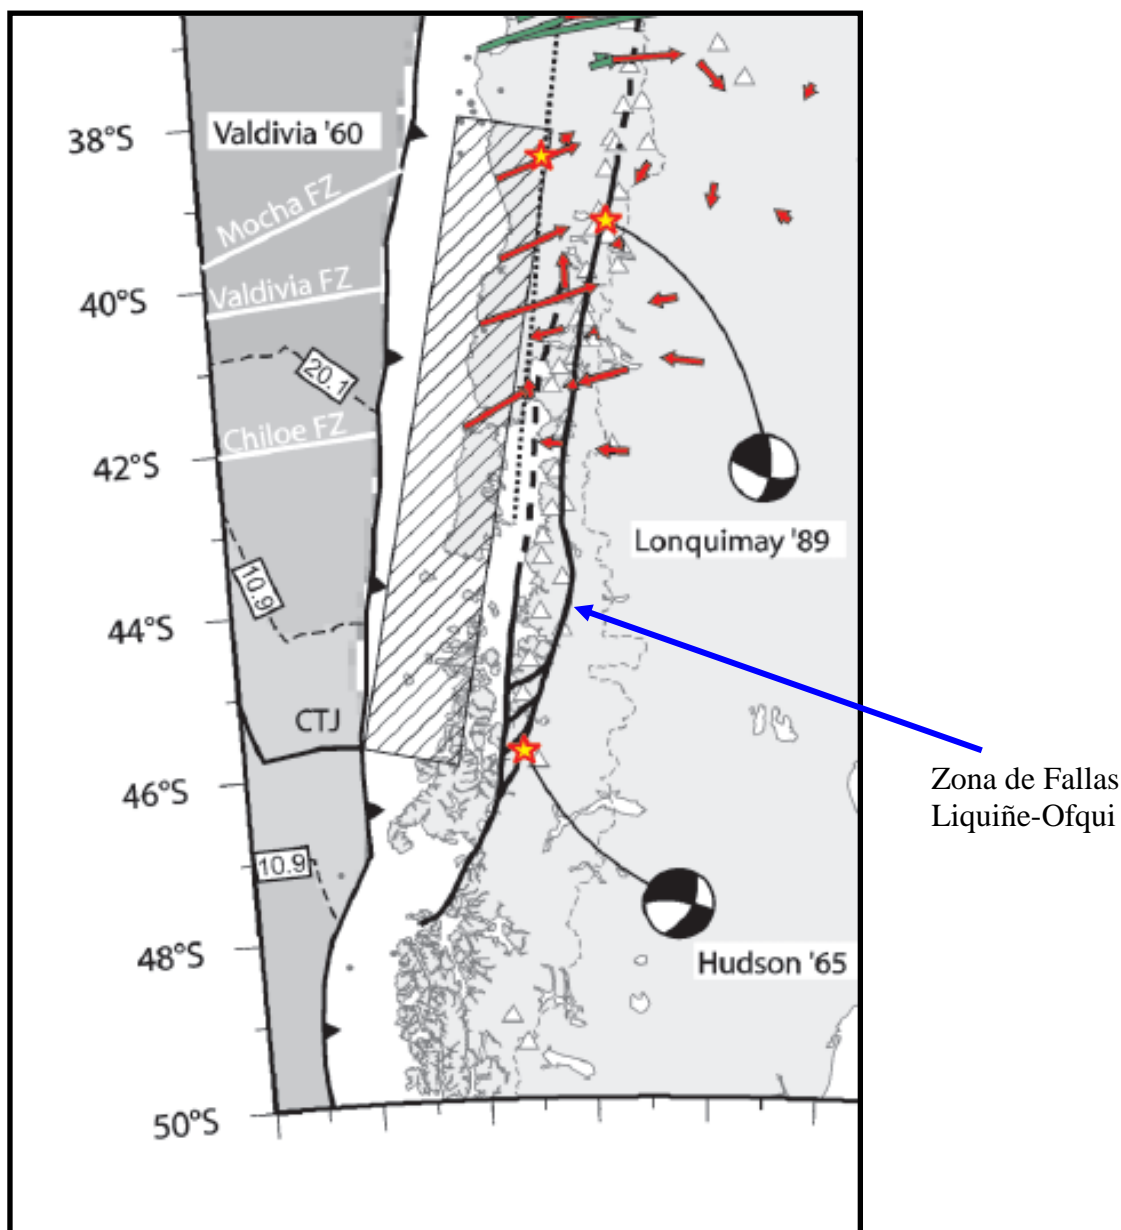 38°S
Valdivia '60
Mocha FZ
40°S
Valdivia FZ
20.1
Chiloe FZ
42°S
Lonquimay '89
10.9
44°S
CTJ
46°S
Zona de Fallas
Liquiñe-Ofqui
10.9
48°S
Hudson '65
50°S